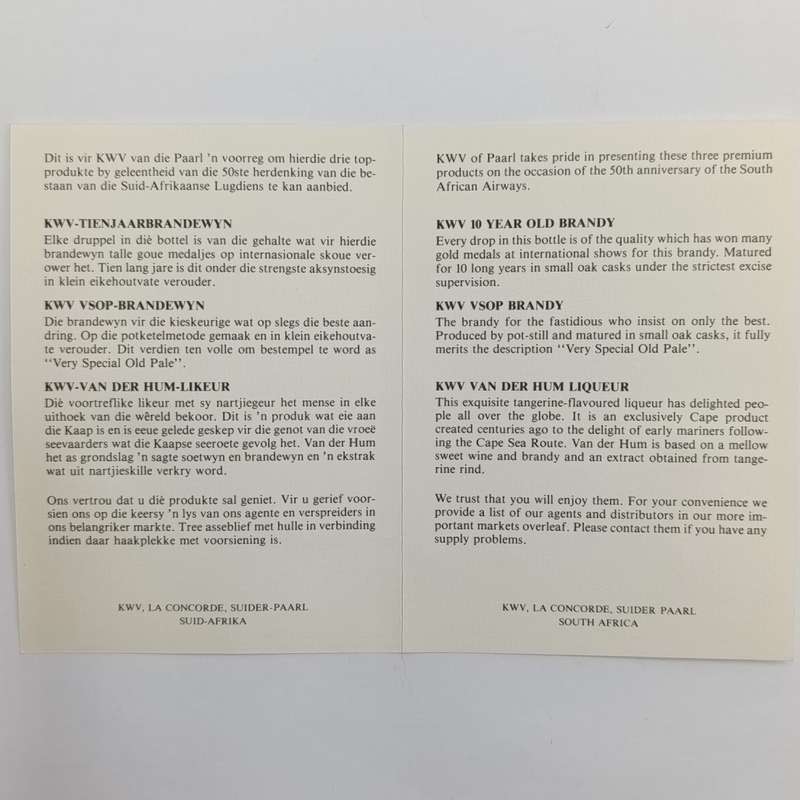 Dit is vir KWV van die Paarl 'n voorreg om hierdie drie top-
produkte by geleentheid van die 50ste herdenking van die be-
staan van die Suid-Afrikaanse Lugdiens te kan aanbied.
KWV-TIENJAARBRANDEWYN
Elke druppel in diè bottel is van die gehalte wat vir hierdie
brandewyn talle goue medaljes op internasionale skoue ver-
ower het. Tien lang jare is dit onder die strengste aksynstoesig
in klein eikehoutvate verouder.
KWV VSOP-BRANDEWYN
Die brandewyn vir die kieskeurige wat op slegs die beste aan-
dring. Op die potketelmetode gemaak en in klein eikehoutva-
te verouder. Dit verdien ten volle om bestempel te word as
"Very Special Old Pale".
KWV-VAN DER HUM-LIKEUR
Diè voortreflike likeur met sy nartjiegeur het mense in elke
uithoek van die wêreld bekoor. Dit is 'n produk wat eie aan
die Kaap is en is eeue gelede geskep vir die genot van die vroeë
seevaarders wat die Kaapse seeroete gevolg het. Van der Hum
het as grondslag 'n sagte soetwyn en brandewyn en 'n ekstrak
wat uit nartjieskille verkry word.
Ons vertrou dat u diè produkte sal geniet. Vir u gerief voor-
sien ons op die keersy 'n lys van ons agente en verspreiders in
ons belangriker markte. Tree asseblief met hulle in verbinding
indien daar haakplekke met voorsiening is.
KWV, LA CONCORDE, SUIDER-PAARL
SUID-AFRIKA
KWV of Paarl takes pride in presenting these three premium
products on the occasion of the 50th anniversary of the South
African Airways.
KWV 10 YEAR OLD BRANDY
Every drop in this bottle is of the quality which has won many
gold medals at international shows for this brandy. Matured
for 10 long years in small oak casks under the strictest excise
supervision.
KWV VSOP BRANDY
The brandy for the fastidious who insist on only the best.
Produced by pot-still and matured in small oak casks, it fully
merits the description "Very Special Old Pale".
KWV VAN DER HUM LIQUEUR
This exquisite tangerine-flavoured liqueur has delighted peo-
ple all over the globe. It is an exclusively Cape product
created centuries ago to the delight of early mariners follow-
ing the Cape Sea Route. Van der Hum is based on a mellow
sweet wine and brandy and an extract obtained from tange-
rine rind.
We trust that you will enjoy them. For your convenience we
provide a list of our agents and distributors in our more im-
portant markets overleaf. Please contact them if you have any
supply problems.
KWV, LA CONCORDE, SUIDER PAARL
SOUTH AFRICA